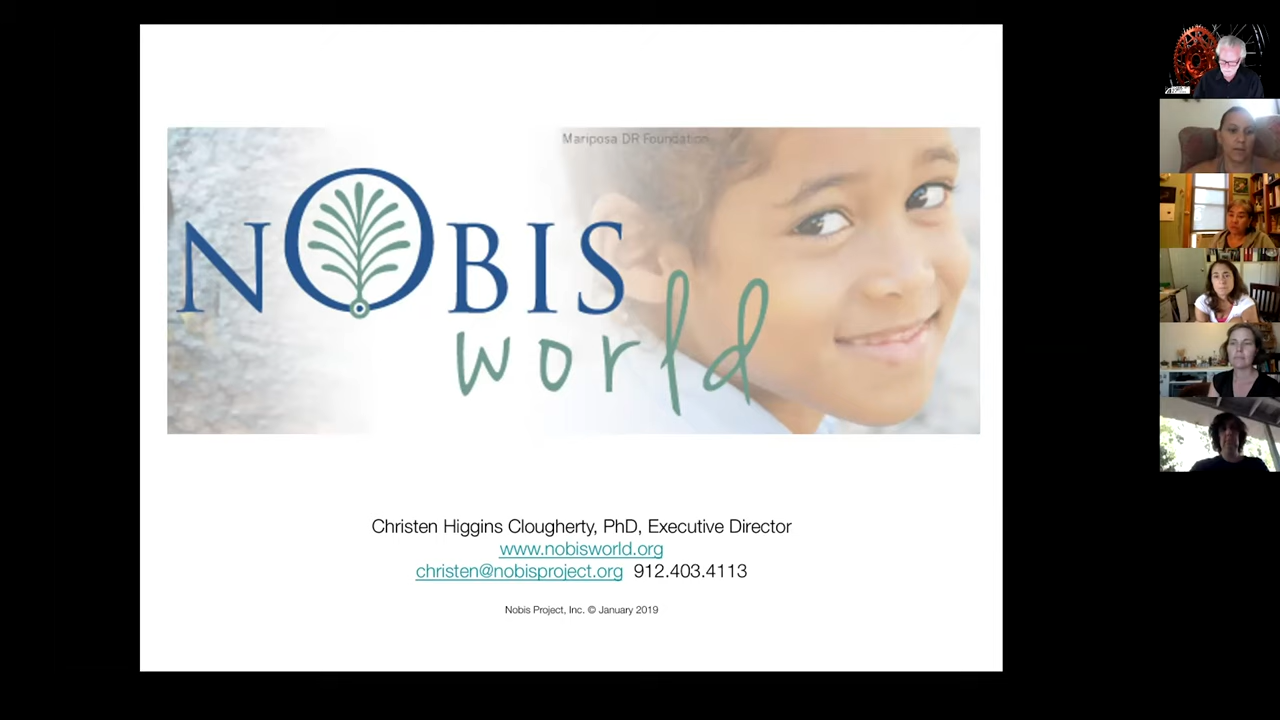 Mariposa DR Foundation
NOBIS
world
Christen Higgins Clougherty, PhD, Executive Director
www.nobisworld.org
christen@nobisproject.org 912.403.4113
Nobis Project, Inc. © January 2019